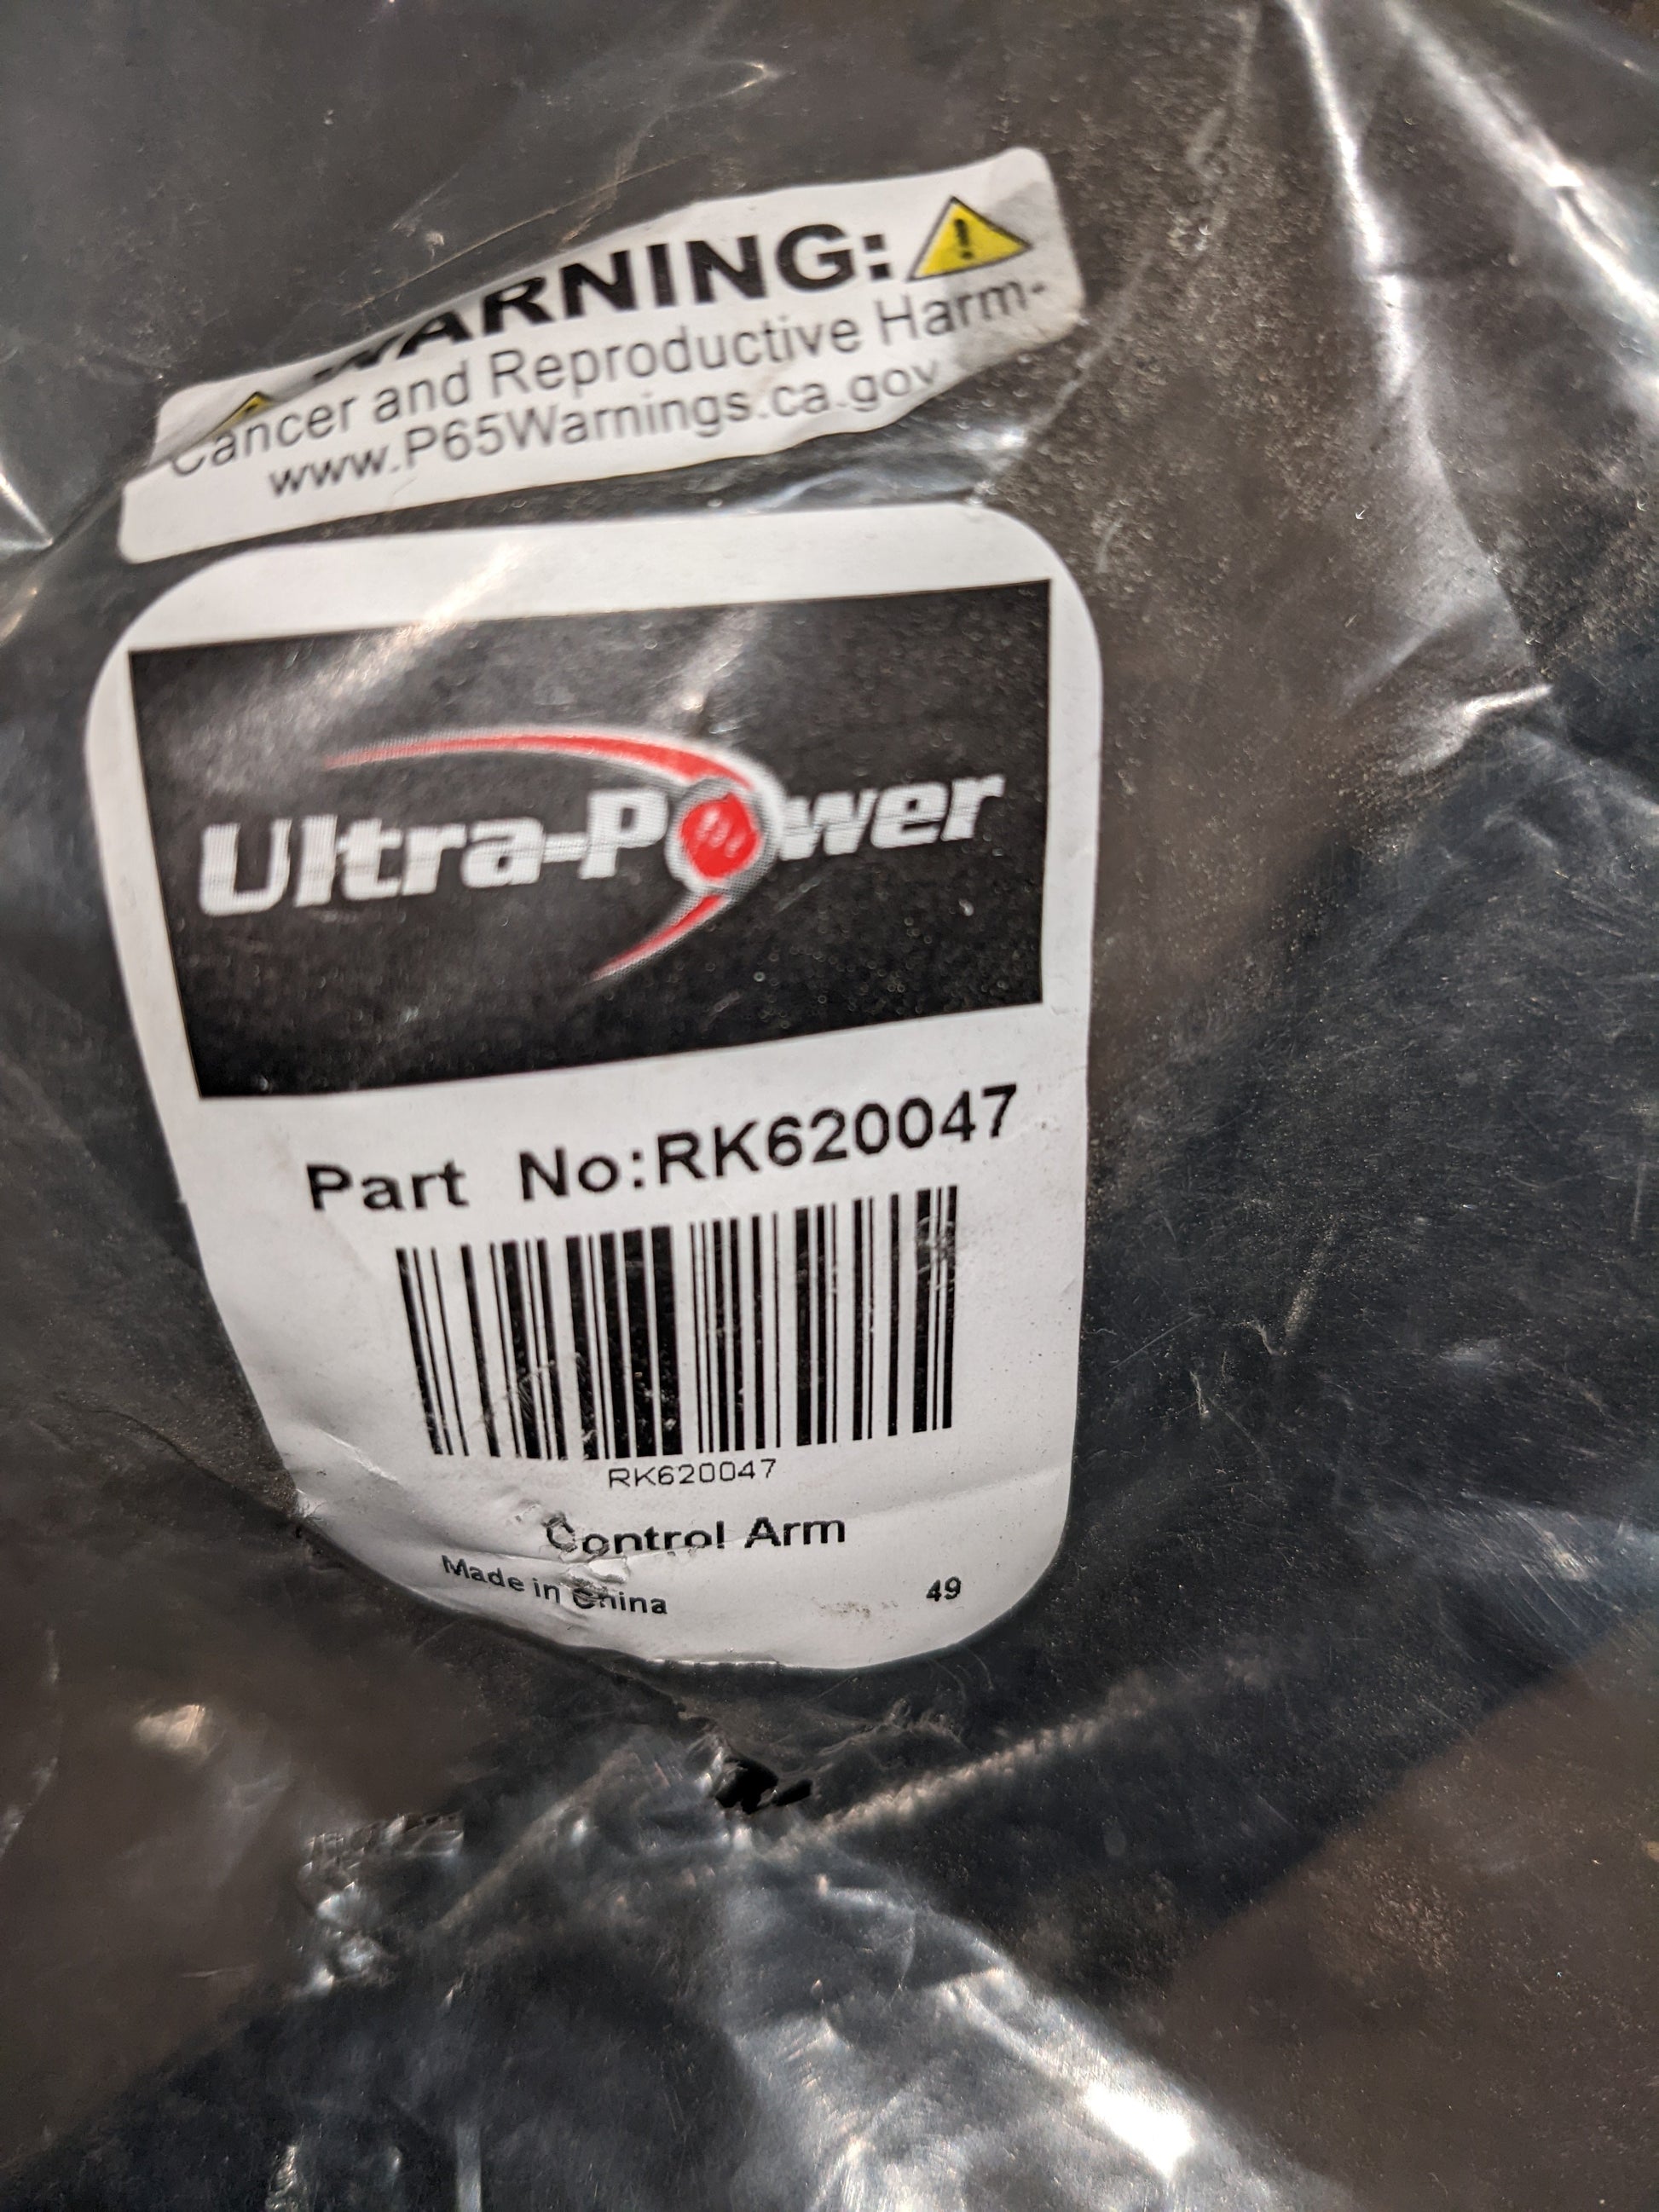 WARNING:
Cancer and Reproductive Harm-
www.P65Warnings.ca.gov
Ultra-Power
Part No:RK620047
RK620047
Control Arm
Made in China
49